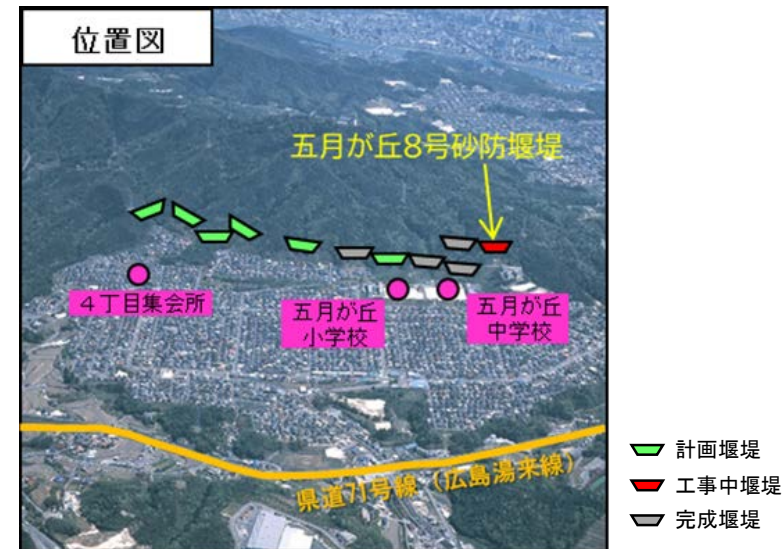 位置図
五月が丘8号砂防堰堤
4丁目集会所
五月が丘
小学校
五月が丘
中学校
県道71号線（広島湯来線）
計画堰堤
工事中堰堤
完成堰堤